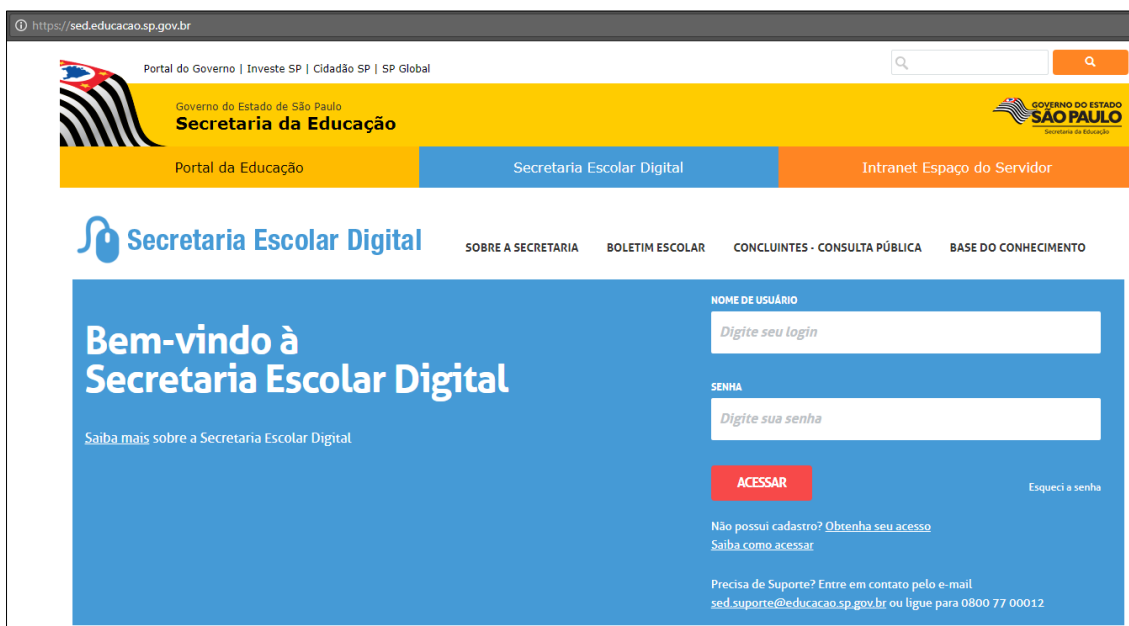 https://sed.educacao.sp.gov.br
Portal do Governo | Investe SP | Cidadão SP | SP Global
Governo do Estado de São Paulo
Secretaria da Educação
GOVERNO DO ESTADO
SÃO PAULO
Secretaria da Educação
Portal da Educação
Secretaria Escolar Digital
Intranet Espaço do Servidor
Secretaria Escolar Digital
SOBRE A SECRETARIA
BOLETIM ESCOLAR
CONCLUINTES - CONSULTA PÚBLICA
BASE DO CONHECIMENTO
Bem-vindo à
Secretaria Escolar Digital
Saiba mais sobre a Secretaria Escolar Digital
NOME DE USUÁRIO
Digite seu login
SENHA
Digite sua senha
ACESSAR
Esqueci a senha
Não possui cadastro? Obtenha seu acesso
Saiba como acessar
Precisa de Suporte? Entre em contato pelo e-mail
sed.suporte@educacao.sp.gov.br ou ligue para 0800 77 00012